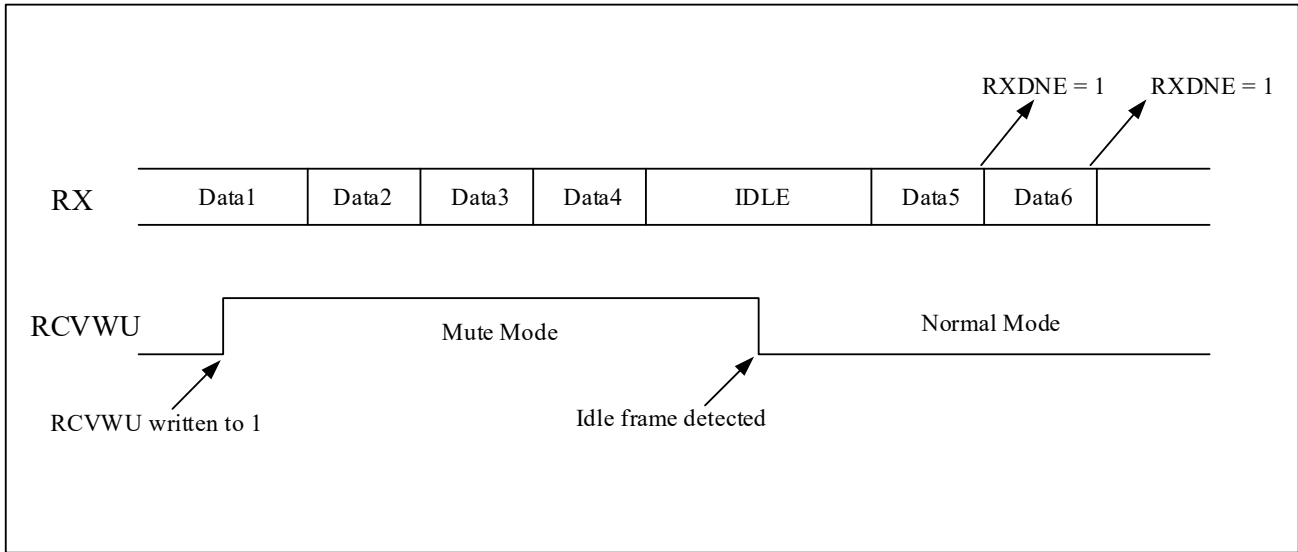 RXDNE = 1 RXDNE = 1
RX Data1 Data2 Data3 Data4 IDLE Data5 Data6
RCVWU Mute Mode Normal Mode
RCVWU written to 1 Idle frame detected